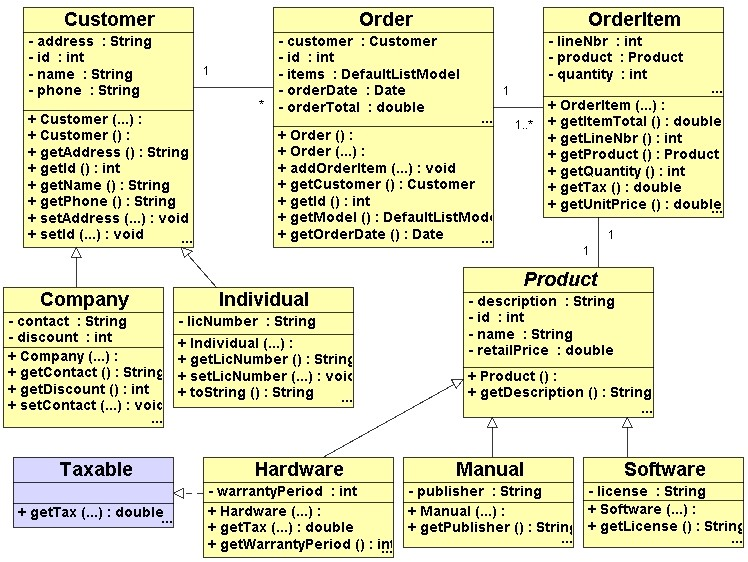 Customer
- address : String
- id : int
- name : String
- phone : String
+ Customer (...) :
+ Customer () :
+ getAddress () : String
+ getId () : int
+ getName () : String
+ getPhone () : String
+ setAddress (...) : void
+ setId (...) : void
...
1
*
Order
- customer : Customer
- id : int
- items : DefaultListModel
- orderDate : Date
- orderTotal : double
...
+ Order () :
+ Order (...) :
+ addOrderItem (...) : void
+ getCustomer () : Customer
+ getId () : int
+ getModel () : DefaultListMode
+ getOrderDate () : Date
...
1
1..*
OrderItem
- lineNbr : int
- product : Product
- quantity : int
...
+ OrderItem (...) :
+ getItemTotal () : double
+ getLineNbr () : int
+ getProduct () : Product
+ getQuantity () : int
+ getTax () : double
+ getUnitPrice () : double
...
1
1
Company
- contact : String
- discount : int
+ Company (...) :
+ getContact () : String
+ getDiscount () : int
+ setContact (...) : void
...
Individual
- licNumber : String
+ Individual (...) :
+ getLicNumber () : String
+ setLicNumber (...) : void
+ toString () : String
...
Product
- description : String
- id : int
- name : String
- retailPrice : double
+ Product () :
+ getDescription () : String
...
Taxable
+ getTax (...) : double
...
Hardware
- warrantyPeriod : int
+ Hardware (...) :
+ getTax () : double
+ getWarrantyPeriod () : int
...
Manual
- publisher : String
+ Manual (...) :
+ getPublisher () : String
...
Software
- license : String
+ Software (...) :
+ getLicense () : String
...